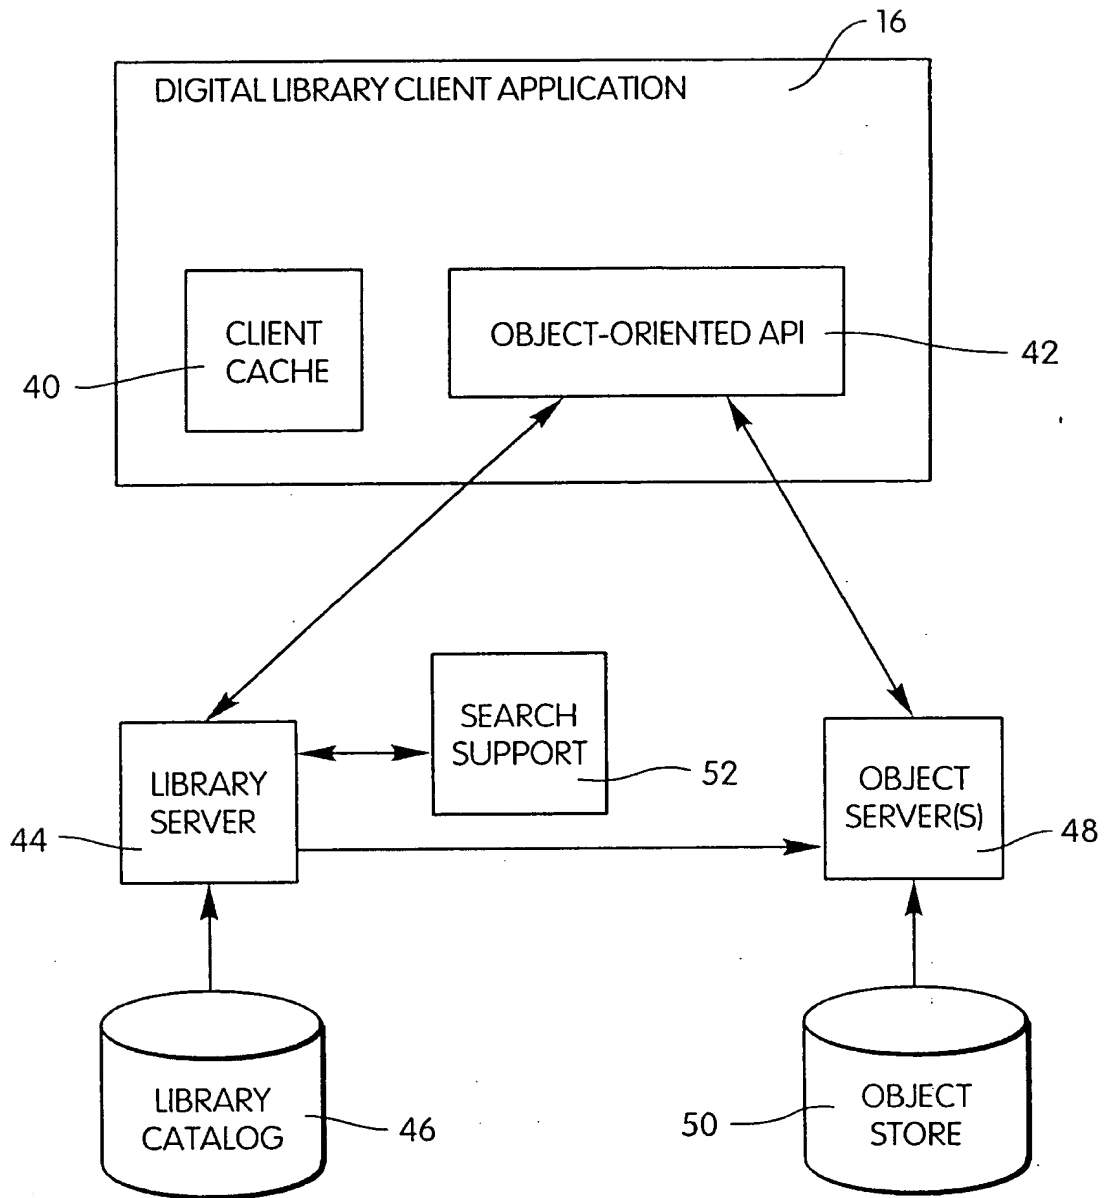 16
DIGITAL LIBRARY CLIENT APPLICATION
CLIENT
CACHE
40
OBJECT-ORIENTED API
42
SEARCH
SUPPORT
52
LIBRARY
SERVER
44
OBJECT
SERVER(S)
48
LIBRARY
CATALOG
46
OBJECT
STORE
50